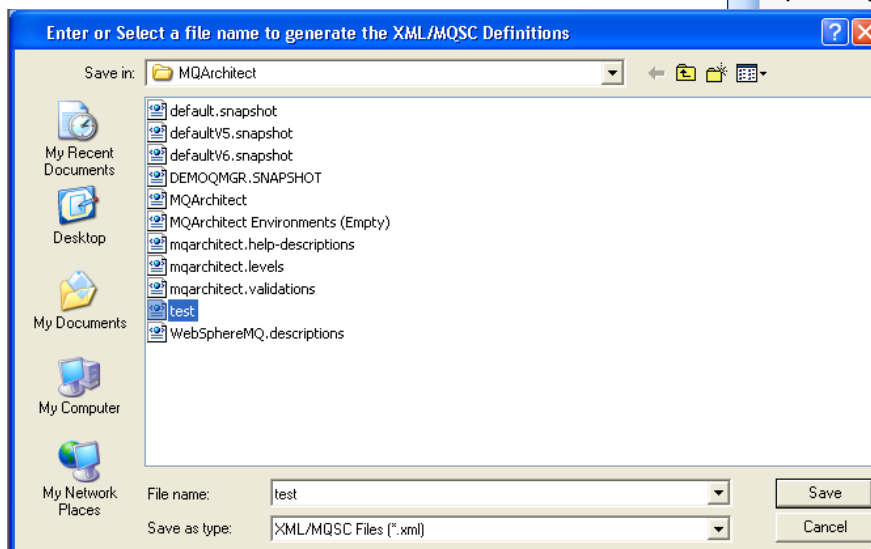 Enter or Select a file name to generate the XML/MQSC Definitions
Save in: MQArchitect
My Recent
Documents
Desktop
My Documents
My Computer
My Network
Places
default.snapshot
defaultV5.snapshot
defaultV6.snapshot
DEMOQMGR.SNAPSHOT
MQArchitect
MQArchitect Environments (Empty)
mqarchitect.help-descriptions
mqarchitect.levels
mqarchitect.validations
test
WebSphereMQ.descriptions
File name: test Save
Save as type: XML/MQSC Files (*.xml) Cancel